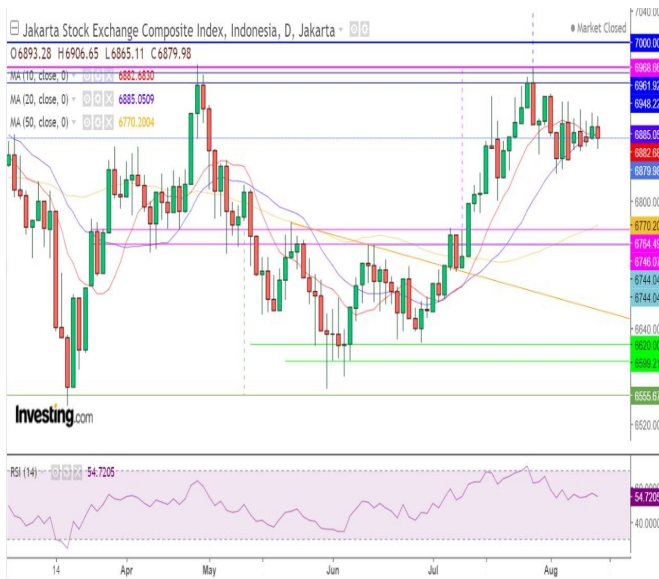 7040.00
Jakarta Stock Exchange Composite Index, Indonesia, D, Jakarta
Market Closed
O6893.28 H6906.65 L6865.11 C6879.98
7000.00
MA (10, close, 0) 6882.6830
6968.66
6961.92
MA (20, close, 0) 6885.0509
6948.22
MA (50, close, 0) 6770.2004
6885.05
6882.68
6879.98
6800.00
6770.20
6764.49
6746.07
6744.04
6744.04
6640.00
6620.00
6599.21
6555.67
Investing.com
6520.00
RSI (14) 54.7205
54.7205
40.0000
14 Apr May Jun Jul Aug